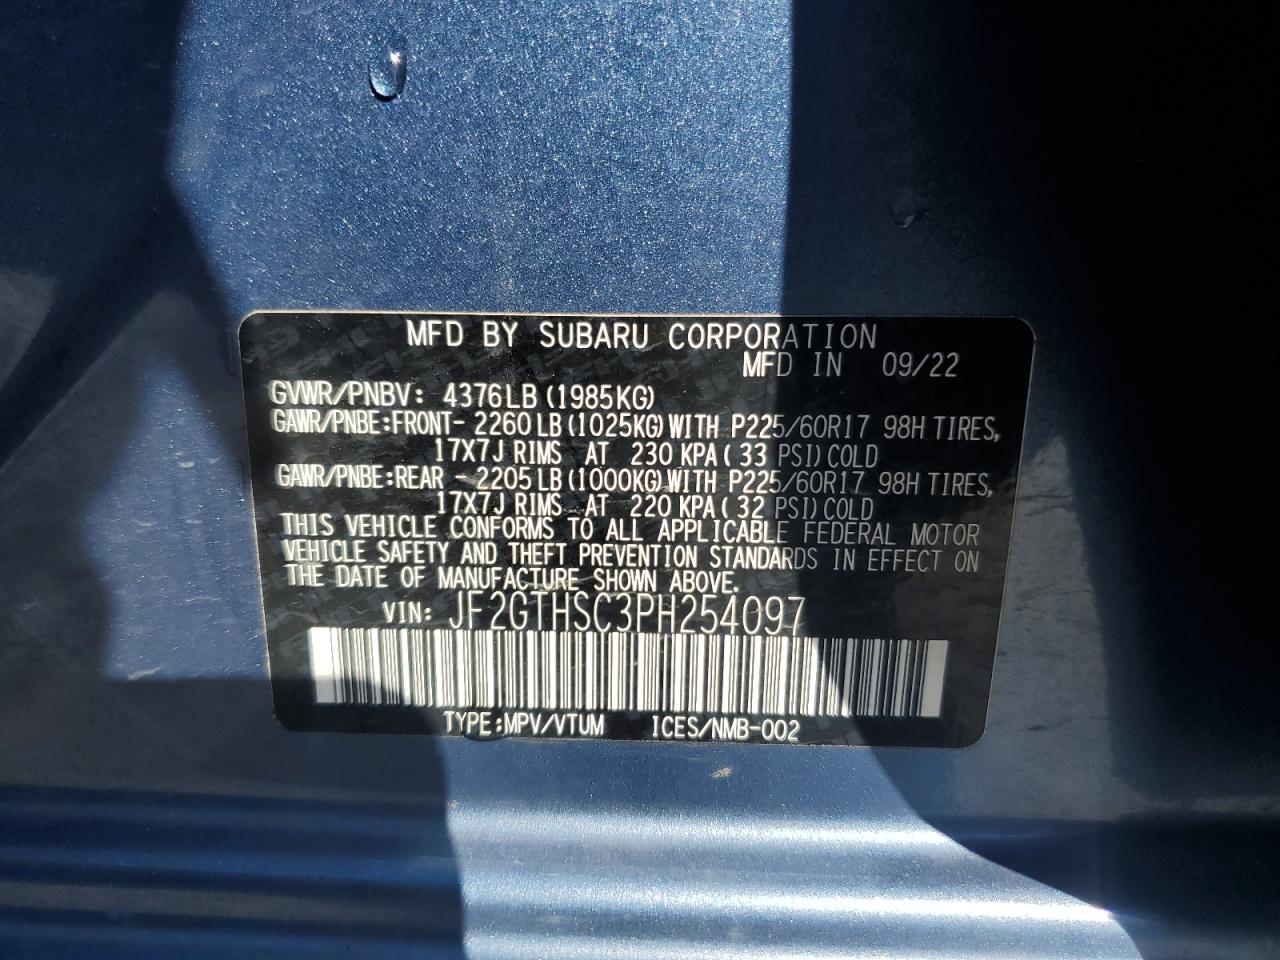 MFD BY SUBARU CORPORATION
MFD IN 09/22
GVWR/PNBV: 4376LB(1985KG)
GAWR/PNBE:FRONT- 2260LB(1025KG)WITH P225/60R17 98H TIRES,
17X7J RIMS AT 230 KPA(33 PSI)COLD
GAWR/PNBE:REAR - 2205LB(1000KG)WITH P225/60R17 98H TIRES,
17X7J RIMS AT 220 KPA(32 PSI)COLD
THIS VEHICLE CONFORMS TO ALL APPLICABLE FEDERAL MOTOR
VEHICLE SAFETY AND THEFT PREVENTION STANDARDS IN EFFECT ON
THE DATE OF MANUFACTURE SHOWN ABOVE.
VIN: JF2GTHSC3PH254097
TYPE:MPV/VTUM ICES/NMB-002